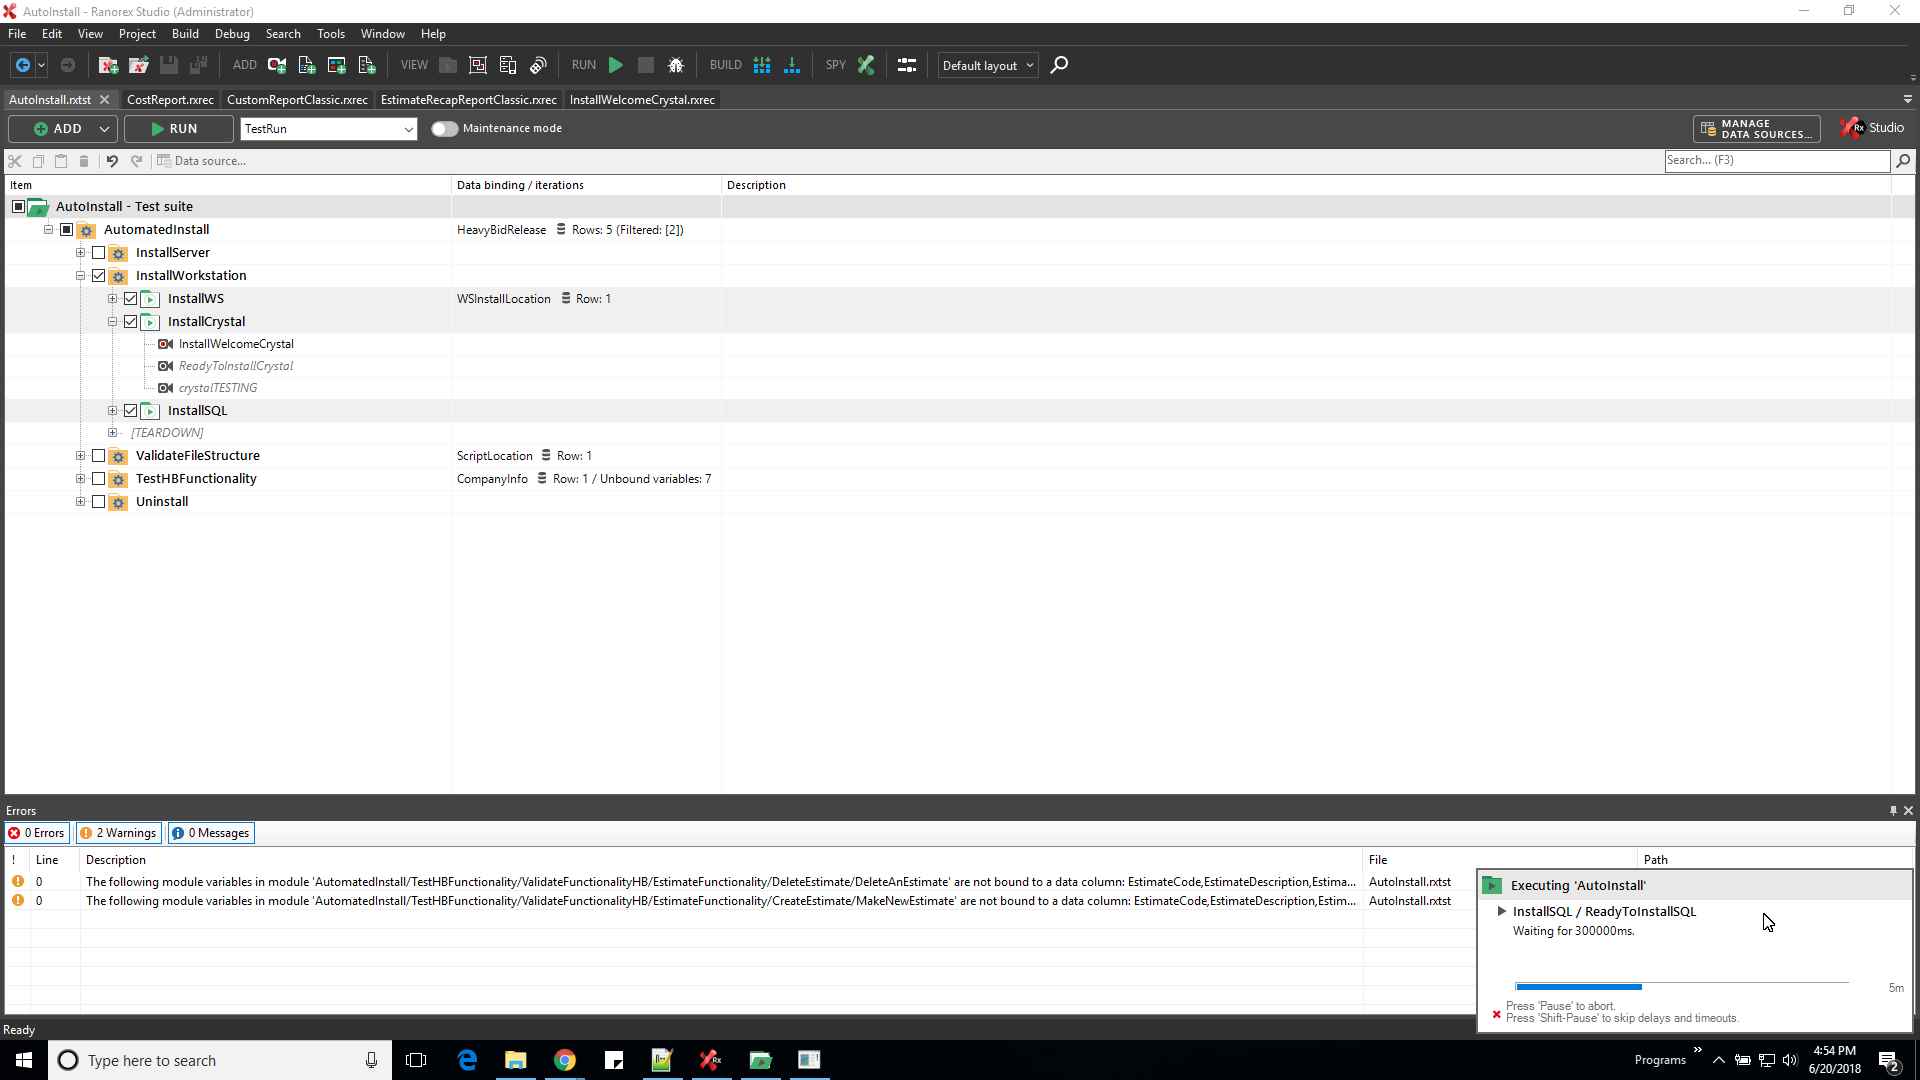 AutoInstall - Ranorex Studio (Administrator)
File Edit View Project Build Debug Search Tools Window Help
ADD VIEW RUN BUILD SPY Default layout
AutoInstall.rxtst CostReport.rxrec CustomReportClassic.rxrec EstimateRecapReportClassic.rxrec InstallWelcomeCrystal.rxrec
ADD RUN TestRun Maintenance mode MANAGE DATA SOURCES... Rx Studio
Data source... Search... (F3)
Item Data binding / iterations Description
AutoInstall - Test suite
AutomatedInstall HeavyBidRelease Rows: 5 (Filtered: [2])
InstallServer
InstallWorkstation
InstallWS WSInstallLocation Row: 1
InstallCrystal
InstallWelcomeCrystal
ReadyToInstallCrystal
crystalTESTING
InstallSQL
[TEARDOWN]
ValidateFileStructure ScriptLocation Row: 1
TestHBFunctionality CompanyInfo Row: 1 / Unbound variables: 7
Uninstall
Errors
0 Errors 2 Warnings 0 Messages
! Line Description File Path
0 The following module variables in module 'AutomatedInstall/TestHBFunctionality/ValidateFunctionalityHB/EstimateFunctionality/DeleteEstimate/DeleteAnEstimate' are not bound to a data column: EstimateCode,EstimateDescription,Estima... AutoInstall.rxtst
0 The following module variables in module 'AutomatedInstall/TestHBFunctionality/ValidateFunctionalityHB/EstimateFunctionality/CreateEstimate/MakeNewEstimate' are not bound to a data column: EstimateCode,EstimateDescription,Estim... AutoInstall.rxtst
Executing 'AutoInstall'
InstallSQL / ReadyToInstallSQL
Waiting for 300000ms.
5m
Press 'Pause' to abort.
Press 'Shift-Pause' to skip delays and timeouts.
Ready
Type here to search
Programs
4:54 PM
6/20/2018
2